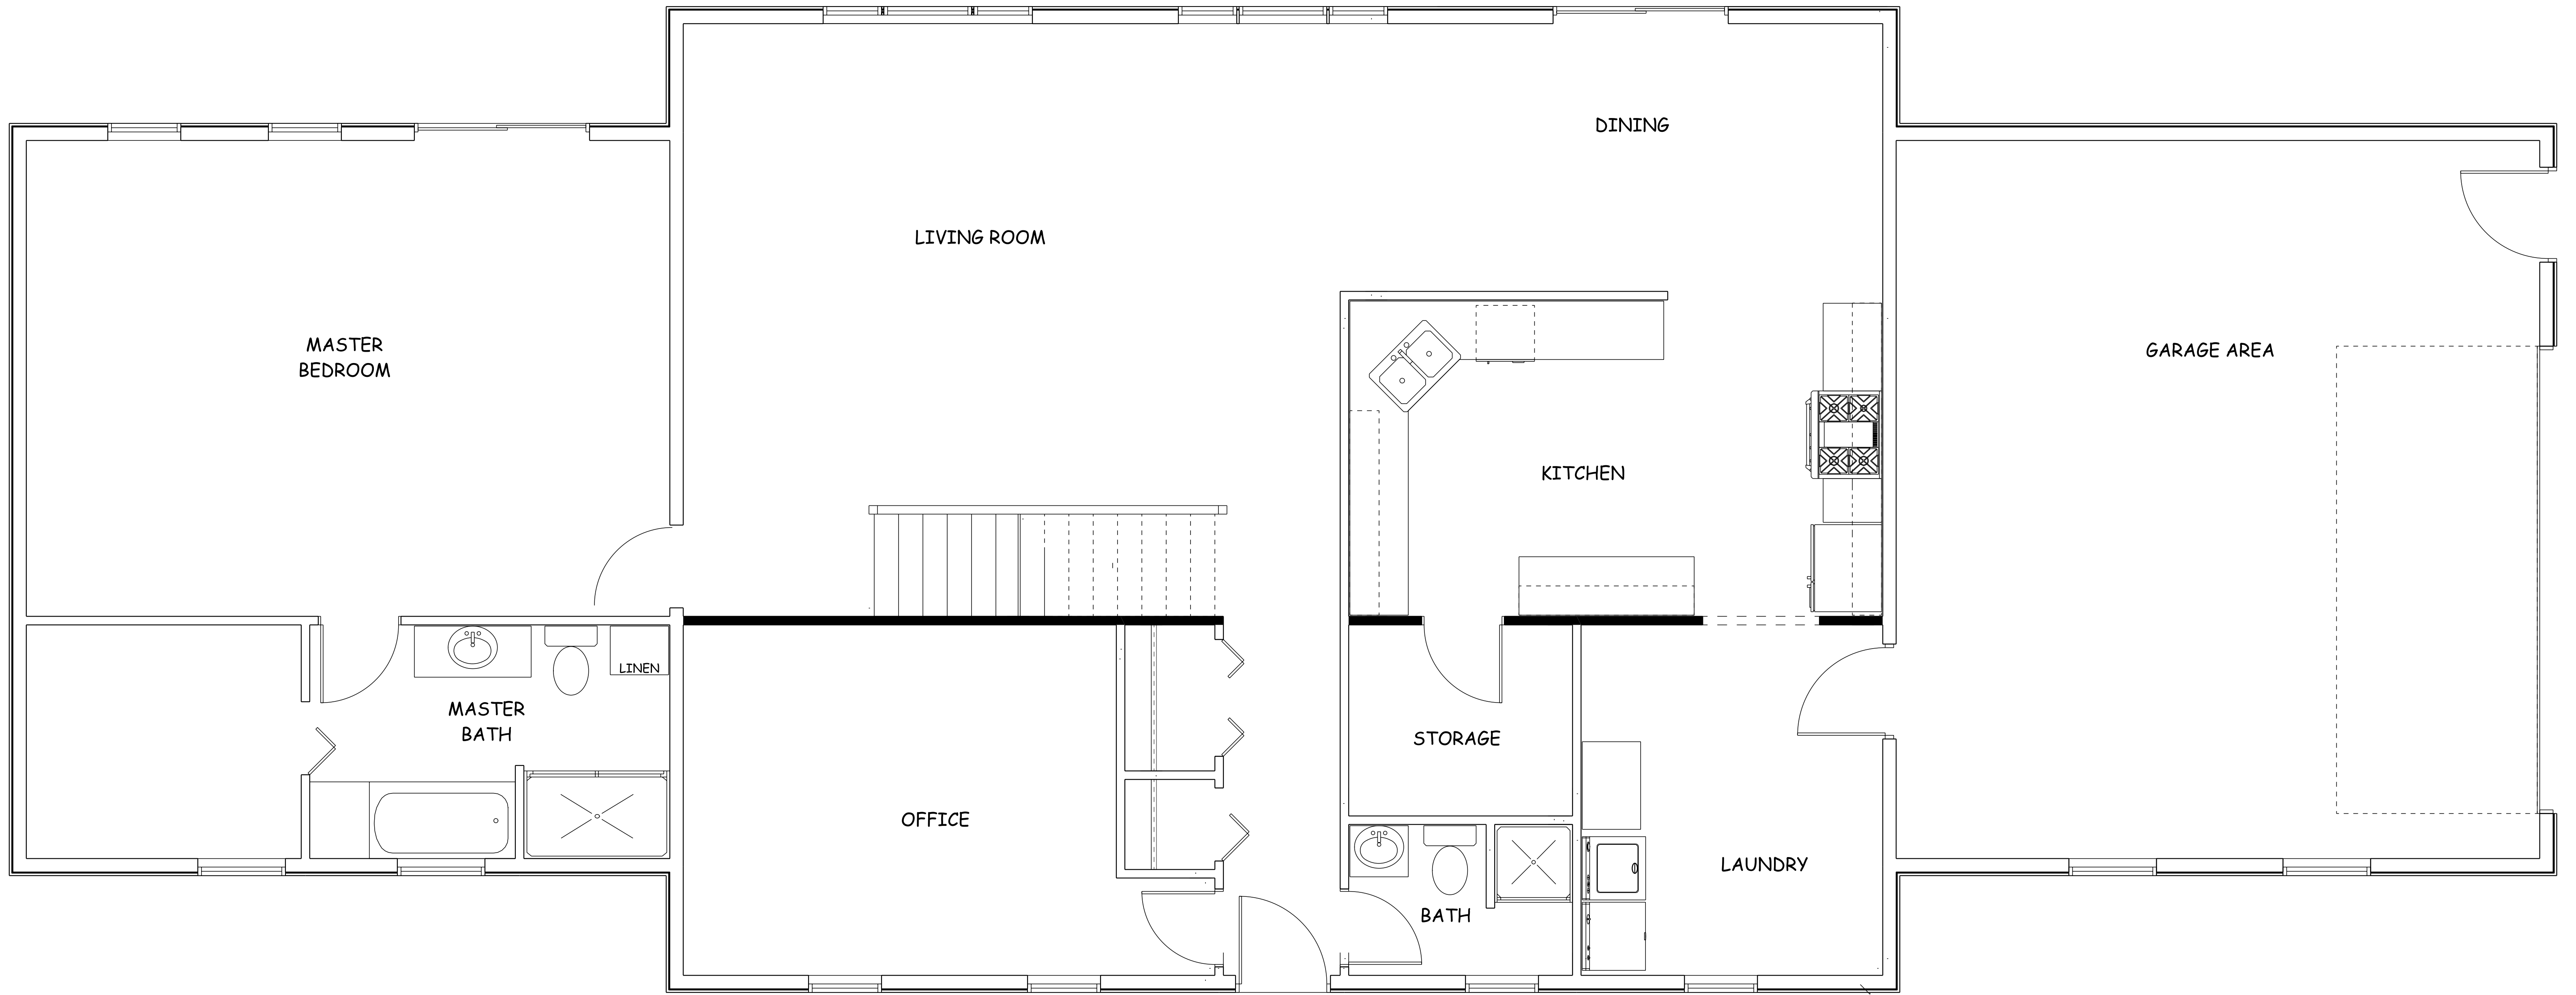 DINING
LIVING ROOM
MASTER
BEDROOM
GARAGE AREA
KITCHEN
LINEN
MASTER
BATH
STORAGE
OFFICE
LAUNDRY
BATH